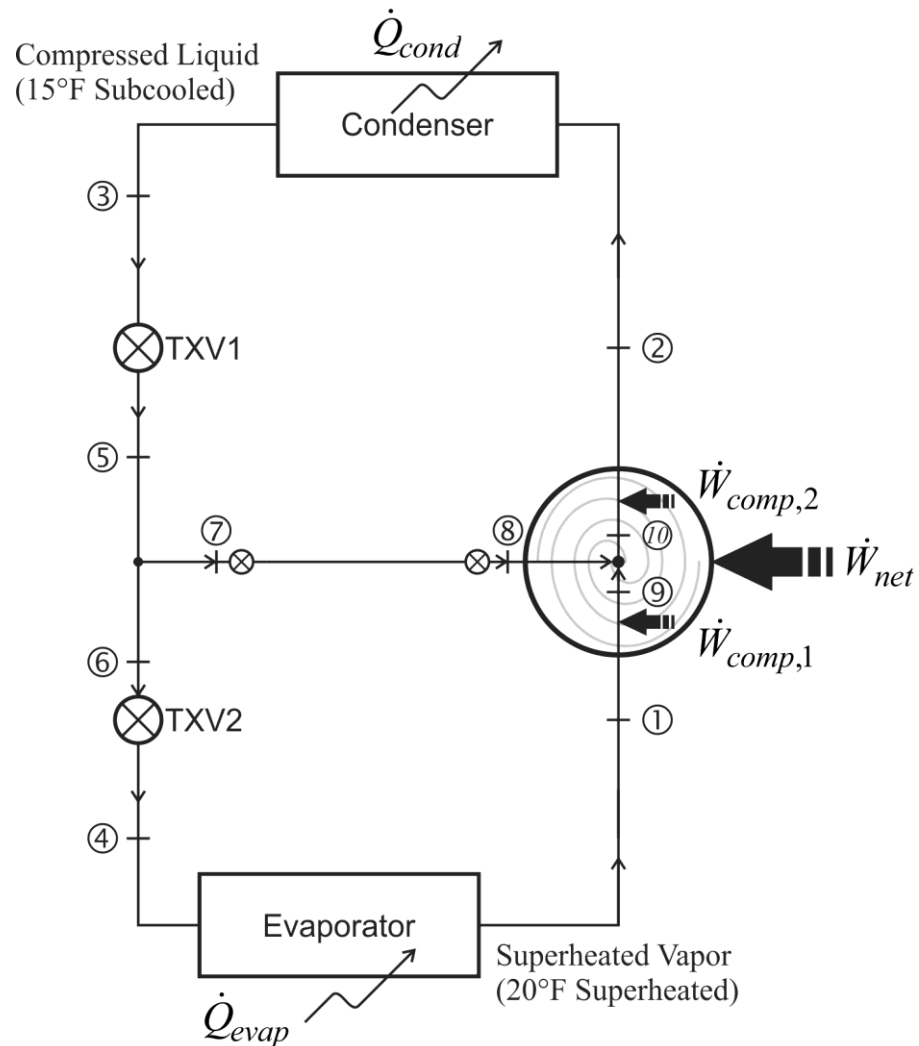 Q̇cond
Compressed Liquid
(15°F Subcooled)
Condenser
③
TXV1
②
⑤
Ẇcomp,2
⑦
⑧
⑩
Ẇnet
⑨
Ẇcomp,1
⑥
TXV2
①
④
Evaporator
Superheated Vapor
(20°F Superheated)
Q̇evap